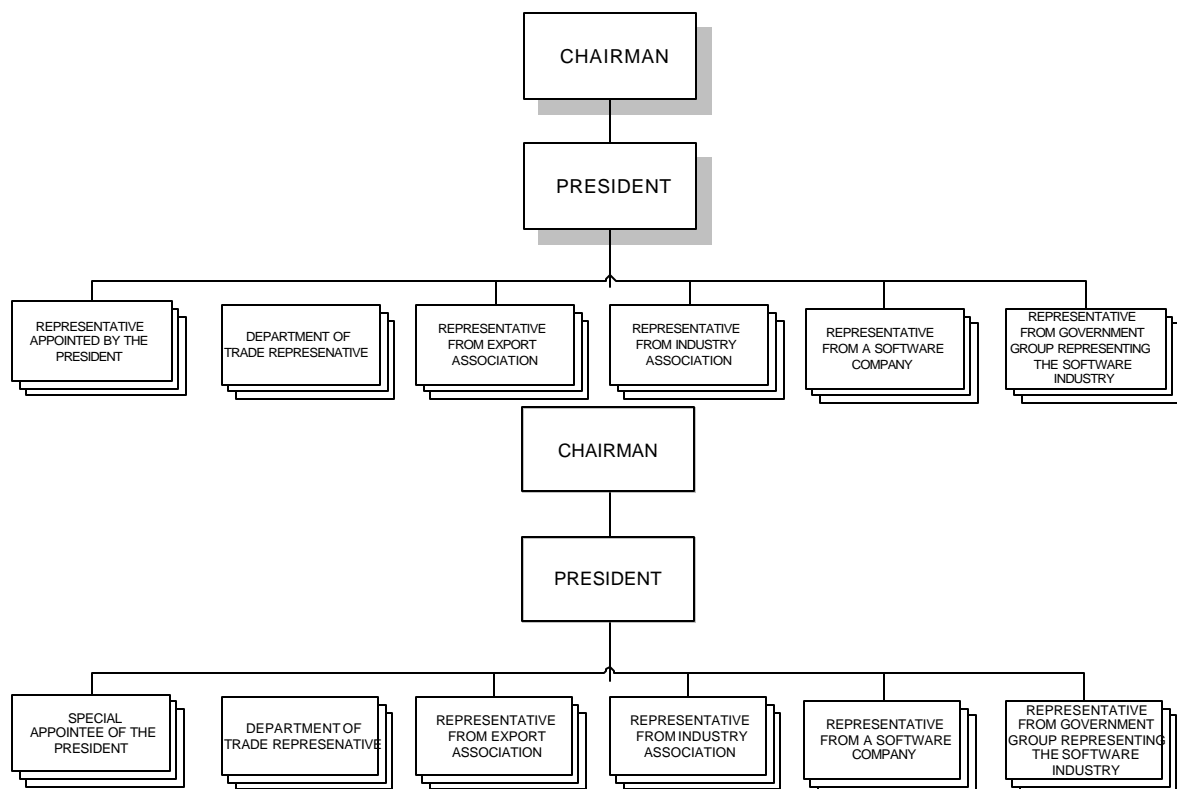 CHAIRMAN
PRESIDENT
REPRESENTATIVE
APPOINTED BY THE
PRESIDENT
DEPARTMENT OF
TRADE REPRESENATIVE
REPRESENTATIVE
FROM EXPORT
ASSOCIATION
REPRESENTATIVE
FROM INDUSTRY
ASSOCIATION
REPRESENTATIVE
FROM A SOFTWARE
COMPANY
REPRESENTATIVE
FROM GOVERNMENT
GROUP REPRESENTING
THE SOFTWARE
INDUSTRY
CHAIRMAN
PRESIDENT
SPECIAL
APPOINTEE OF THE
PRESIDENT
DEPARTMENT OF
TRADE REPRESENATIVE
REPRESENTATIVE
FROM EXPORT
ASSOCIATION
REPRESENTATIVE
FROM INDUSTRY
ASSOCIATION
REPRESENTATIVE
FROM A SOFTWARE
COMPANY
REPRESENTATIVE
FROM GOVERNMENT
GROUP REPRESENTING
THE SOFTWARE
INDUSTRY